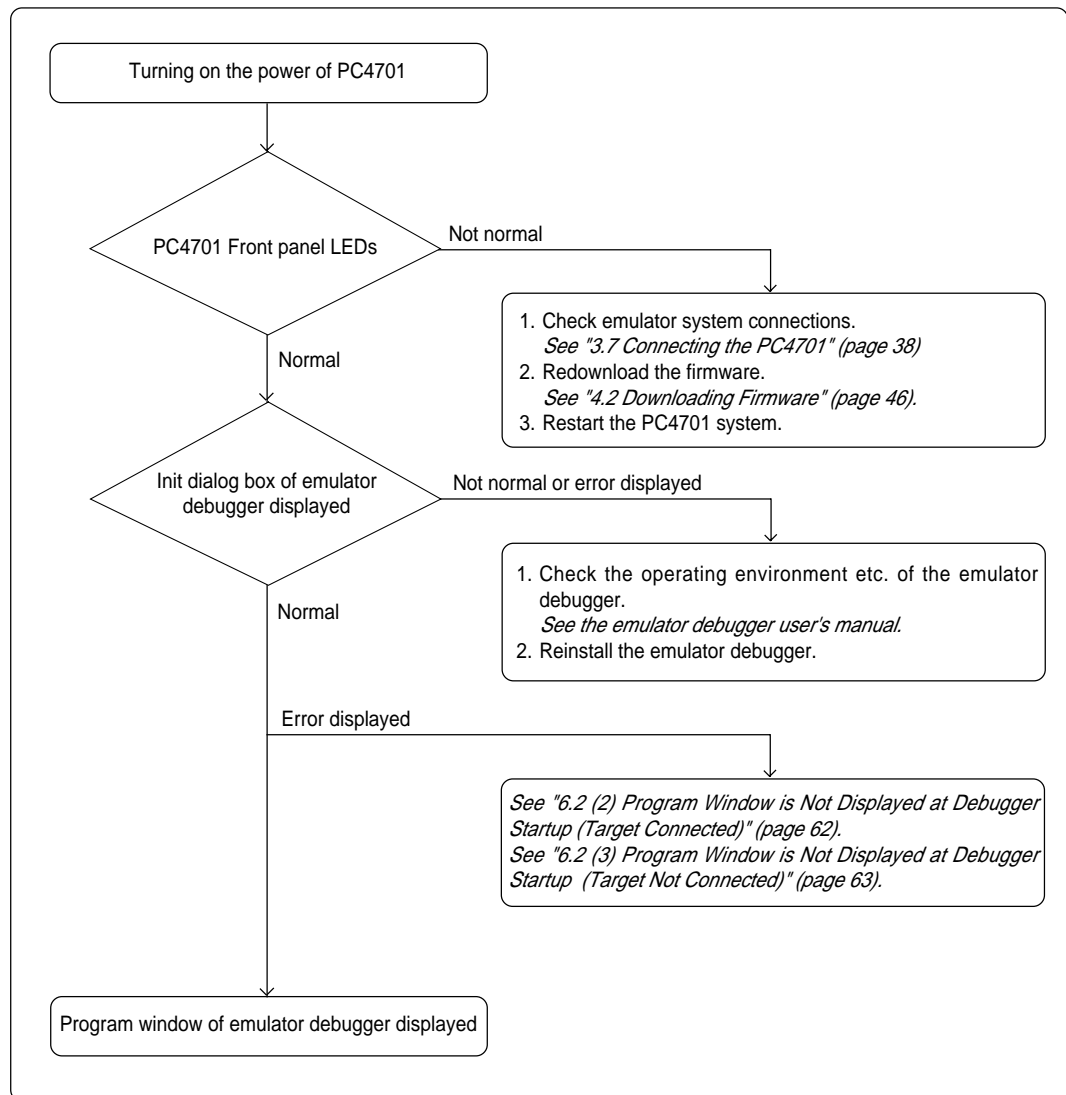 Turning on the power of PC4701
PC4701 Front panel LEDs
Not normal
1. Check emulator system connections.
See "3.7 Connecting the PC4701" (page 38)
2. Redownload the firmware.
See "4.2 Downloading Firmware" (page 46).
3. Restart the PC4701 system.
Normal
Init dialog box of emulator
debugger displayed
Not normal or error displayed
1. Check the operating environment etc. of the emulator
debugger.
See the emulator debugger user's manual.
2. Reinstall the emulator debugger.
Normal
Error displayed
See "6.2 (2) Program Window is Not Displayed at Debugger
Startup (Target Connected)" (page 62).
See "6.2 (3) Program Window is Not Displayed at Debugger
Startup (Target Not Connected)" (page 63).
Program window of emulator debugger displayed